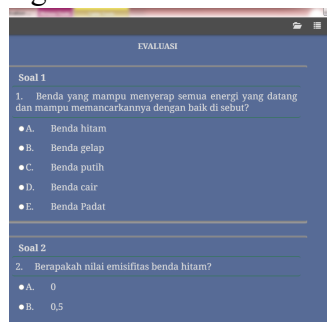 EVALUASI
Soal 1
1. Benda yang mampu menyerap semua energi yang datang
dan mampu memancarkannya dengan baik di sebut?
A. Benda hitam
B. Benda gelap
C. Benda putih
D. Benda cair
E. Benda Padat
Soal 2
2. Berapakah nilai emisifitas benda hitam?
A. 0
B. 0,5